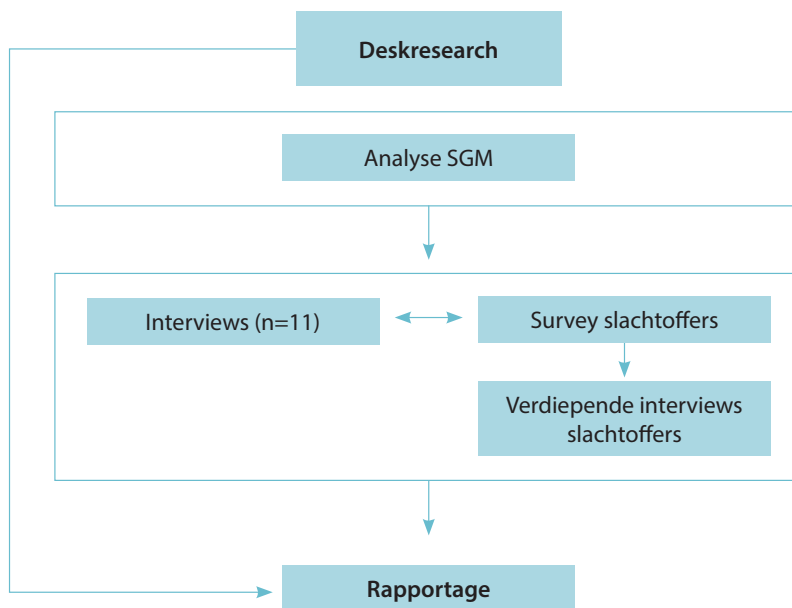 Deskresearch
Analyse SGM
Interviews (n=11)
Survey slachtoffers
Verdiepende interviews
slachtoffers
Rapportage